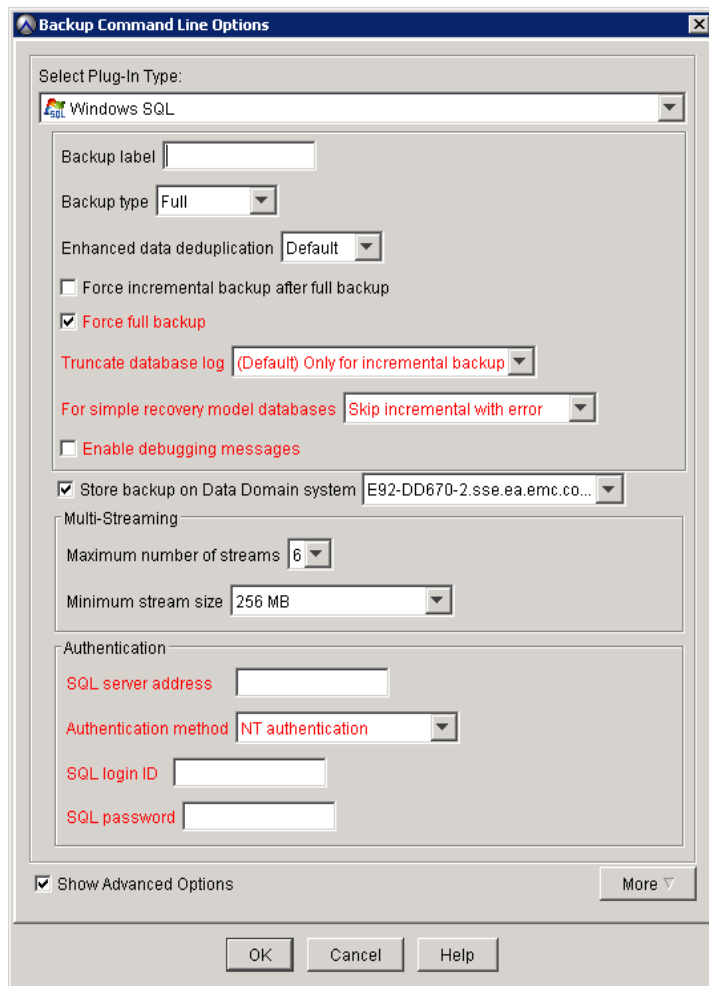 Backup Command Line Options
Select Plug-In Type:
SQL Windows SQL
Backup label
Backup type Full
Enhanced data deduplication Default
Force incremental backup after full backup
Force full backup
Truncate database log (Default) Only for incremental backup
For simple recovery model databases Skip incremental with error
Enable debugging messages
Store backup on Data Domain system E92-DD670-2.sse.ea.emc.co...
Multi-Streaming
Maximum number of streams 6
Minimum stream size 256 MB
Authentication
SQL server address
Authentication method NT authentication
SQL login ID
SQL password
Show Advanced Options More
OK Cancel Help